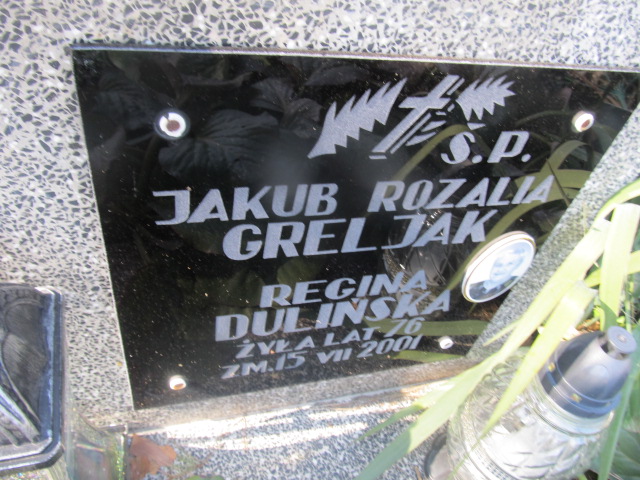 Ś.P.
JAKUB ROZALIA
GRELJAK
REGINA
DULIŃSKA
ŻYŁA LAT 76
ZM. 15 VII 2001